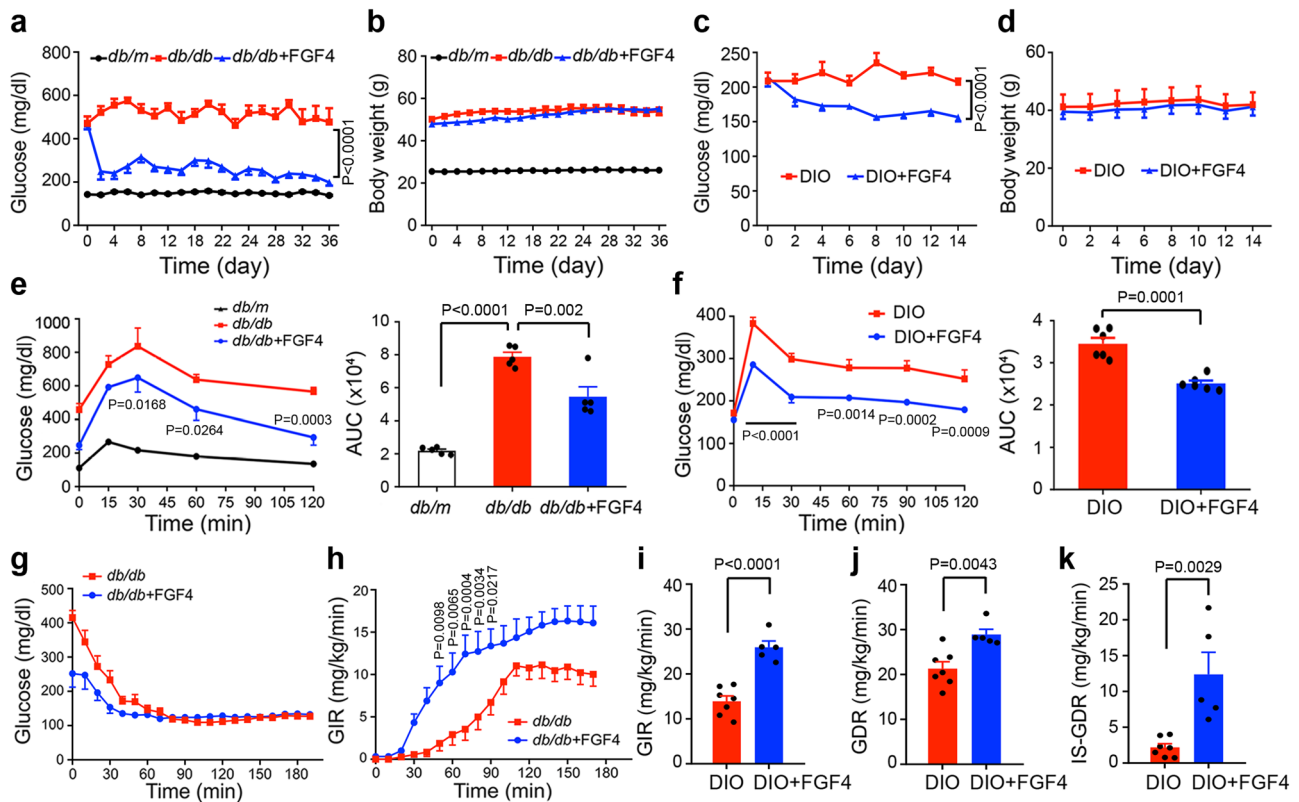 a
db/m db/db db/db+FGF4
Glucose (mg/dl)
800
600
400
200
0
P<0.0001
0 4 8 12 18 22 28 32 36
Time (day)
b
db/m db/db db/db+FGF4
Body weight (g)
80
60
40
20
0
0 4 8 12 18 22 28 32 36
Time (day)
c
Glucose (mg/dl)
250
200
150
100
50
0
P<0.0001
DIO DIO+FGF4
0 2 4 6 8 10 12 14
Time (day)
d
Body weight (g)
60
40
20
0
DIO DIO+FGF4
0 2 4 6 8 10 12 14
Time (day)
e
db/m
db/db
db/db+FGF4
Glucose (mg/dl)
1000
800
600
400
200
0
P=0.0168
P=0.0264
P=0.0003
0 15 30 45 60 75 90 105 120
Time (min)
P<0.0001 P=0.002
AUC (x10⁴)
10
8
6
4
2
0
db/m db/db db/db+FGF4
f
DIO
DIO+FGF4
Glucose (mg/dl)
400
300
200
100
0
P<0.0001
P=0.0014
P=0.0002
P=0.0009
0 15 30 45 60 75 90 105 120
Time (min)
P=0.0001
AUC (x10⁴)
4
3
2
1
0
DIO DIO+FGF4
g
db/db
db/db+FGF4
Glucose (mg/dl)
500
400
300
200
100
0
0 30 60 90 120 150 180
Time (min)
h
P=0.0098
P=0.0065
P=0.0004
P=0.0034
P=0.0217
GIR (mg/kg/min)
20
15
10
5
0
db/db
db/db+FGF4
0 30 60 90 120 150 180
Time (min)
i
P<0.0001
GIR (mg/kg/min)
40
30
20
10
0
DIO DIO+FGF4
j
P=0.0043
GDR (mg/kg/min)
40
30
20
10
0
DIO DIO+FGF4
k
P=0.0029
IS-GDR (mg/kg/min)
25
20
15
10
5
0
DIO DIO+FGF4